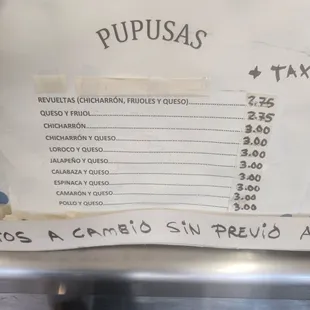 PUPUSAS
+ TAX
REVUELTAS (CHICHARRÓN, FRIJOLES Y QUESO) 2.75
QUESO Y FRIJOL 2.75
CHICHARRÓN 3.00
CHICHARRÓN Y QUESO 3.00
LOROCO Y QUESO 3.00
JALAPEÑO Y QUESO 3.00
CALABAZA Y QUESO 3.00
ESPINACA Y QUESO 3.00
CAMARÓN Y QUESO 3.00
POLLO Y QUESO 3.00
TOS A CAMBIO SIN PREVIO A